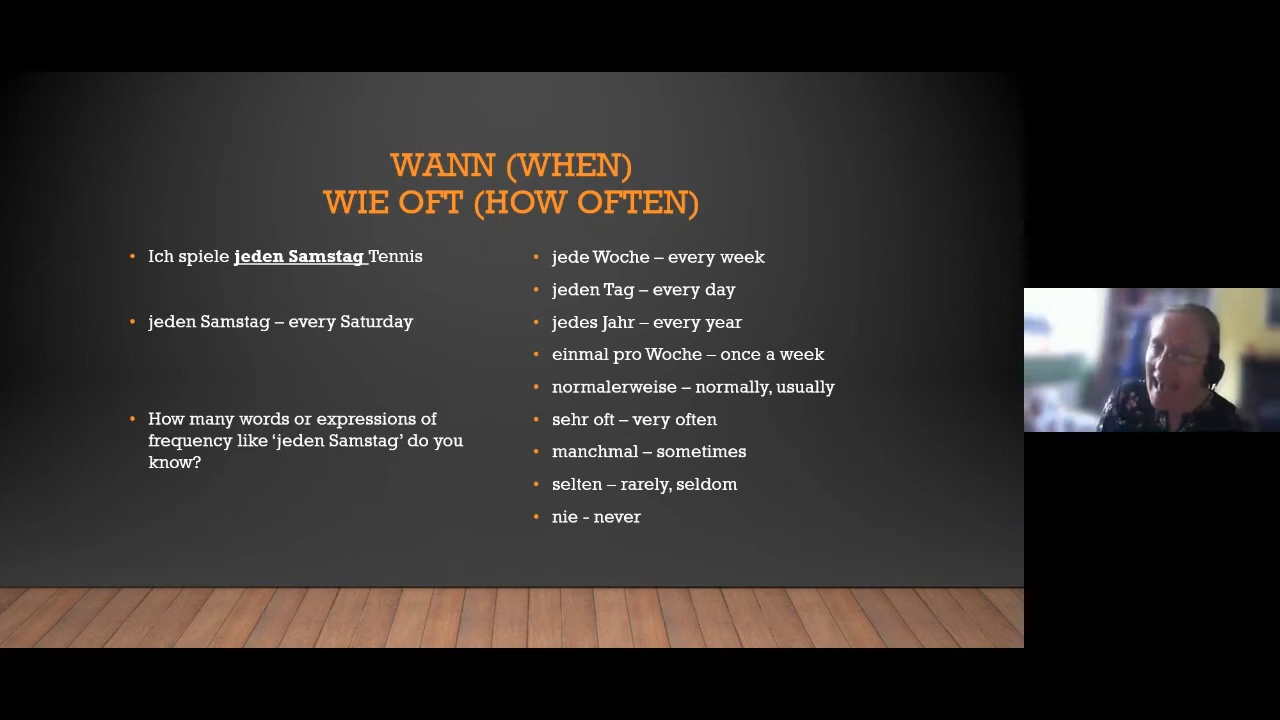 WANN (WHEN)
WIE OFT (HOW OFTEN)
• Ich spiele jeden Samstag Tennis
• jeden Samstag – every Saturday
• How many words or expressions of
frequency like ‘jeden Samstag’ do you
know?
• jede Woche – every week
• jeden Tag – every day
• jedes Jahr – every year
• einmal pro Woche – once a week
• normalerweise – normally, usually
• sehr oft – very often
• manchmal – sometimes
• selten – rarely, seldom
• nie - never